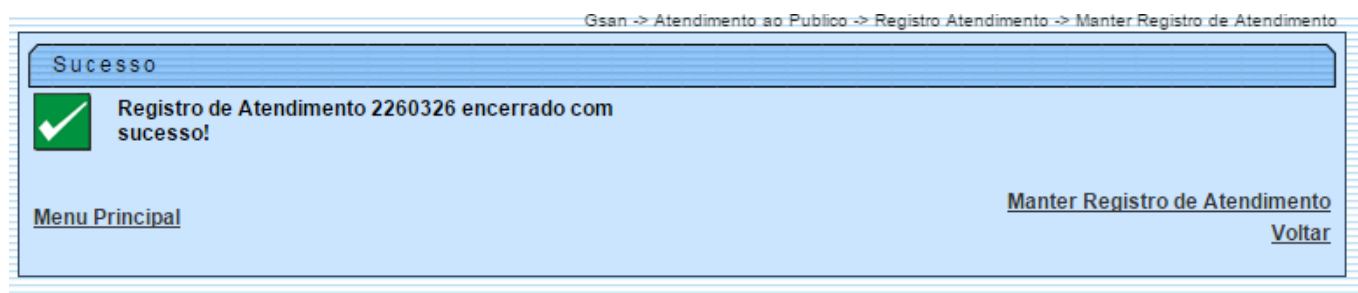 Gsan -> Atendimento ao Publico -> Registro Atendimento -> Manter Registro de Atendimento
Sucesso
Registro de Atendimento 2260326 encerrado com
sucesso!
Manter Registro de Atendimento
Menu Principal
Voltar